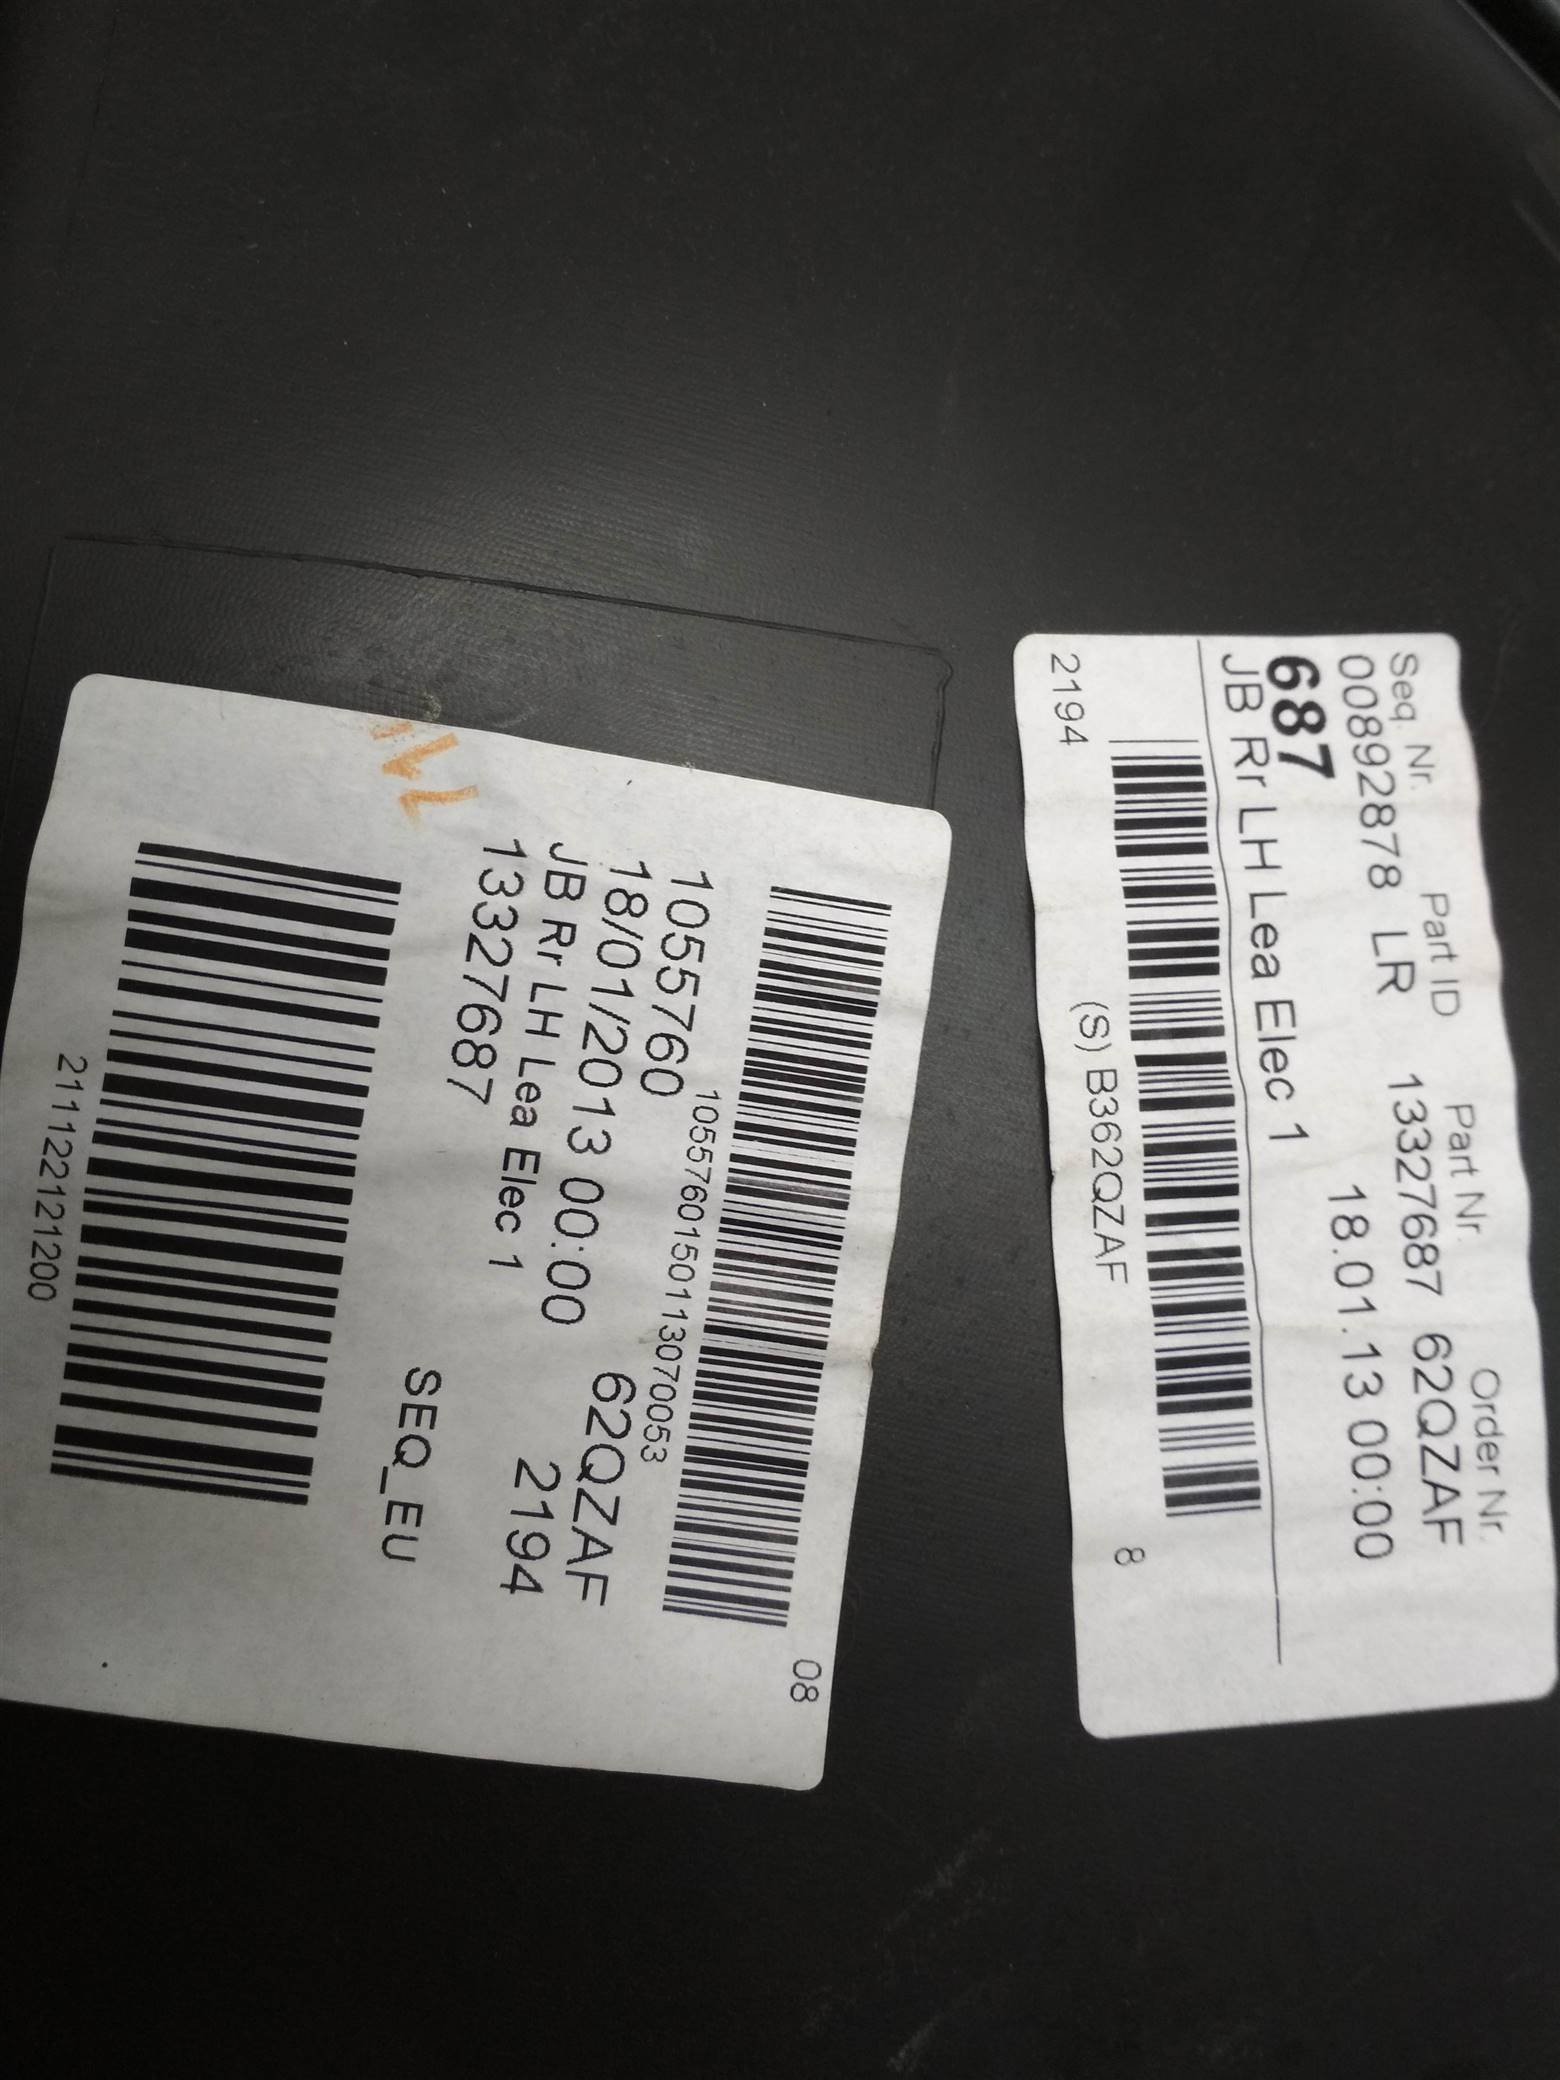 Seq. Nr. Part ID Part Nr. Order Nr.
00892878 LR 13327687 62QZAF
687 18.01.13 00:00
JB Rr LH Lea Elec 1
(S) B362QZAF
2194 8
08
1055760150113070053
1055760
18/01/2013 00:00 62QZAF
JB Rr LH Lea Elec 1 2194
13327687
SEQ_EU
21112212121200